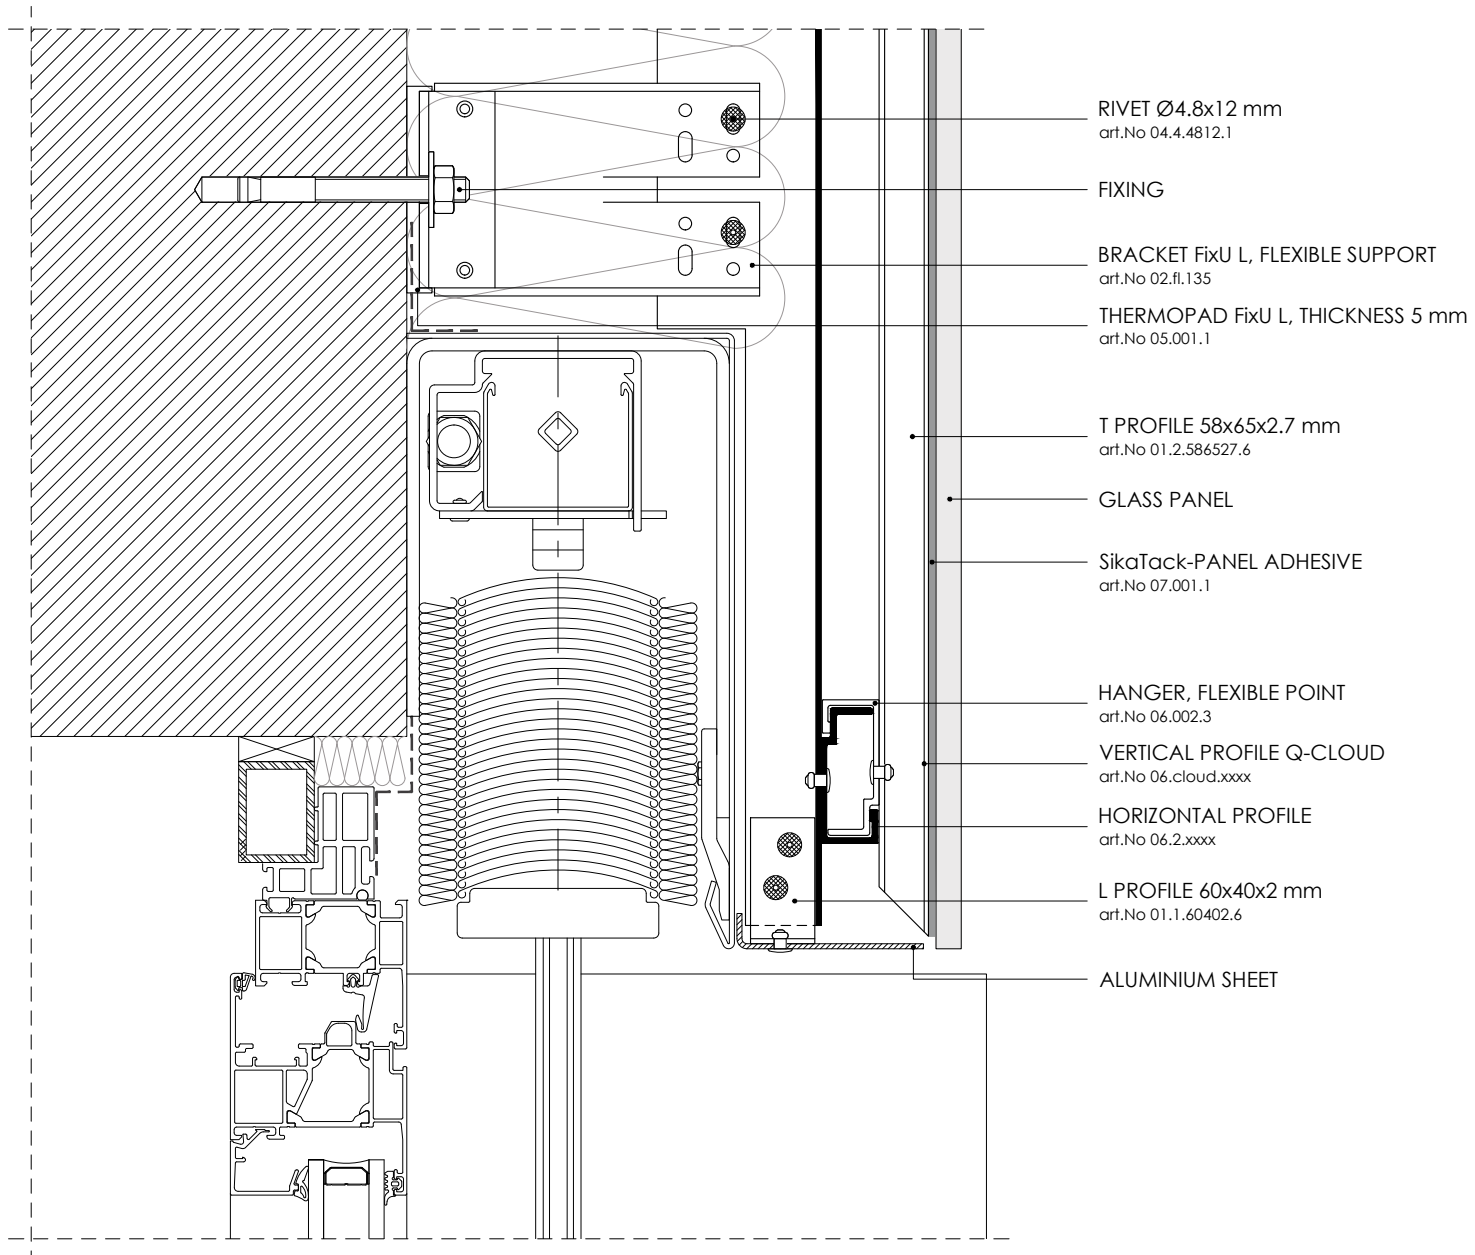 RIVET Ø4.8x12 mm
art.No 04.4.4812.1
FIXING
BRACKET FixU L, FLEXIBLE SUPPORT
art.No 02.fl.135
THERMOPAD FixU L, THICKNESS 5 mm
art.No 05.001.1
T PROFILE 58x65x2.7 mm
art.No 01.2.586527.6
GLASS PANEL
SikaTack-PANEL ADHESIVE
art.No 07.001.1
HANGER, FLEXIBLE POINT
art.No 06.002.3
VERTICAL PROFILE Q-CLOUD
art.No 06.cloud.xxxx
HORIZONTAL PROFILE
art.No 06.2.xxxx
L PROFILE 60x40x2 mm
art.No 01.1.60402.6
ALUMINIUM SHEET